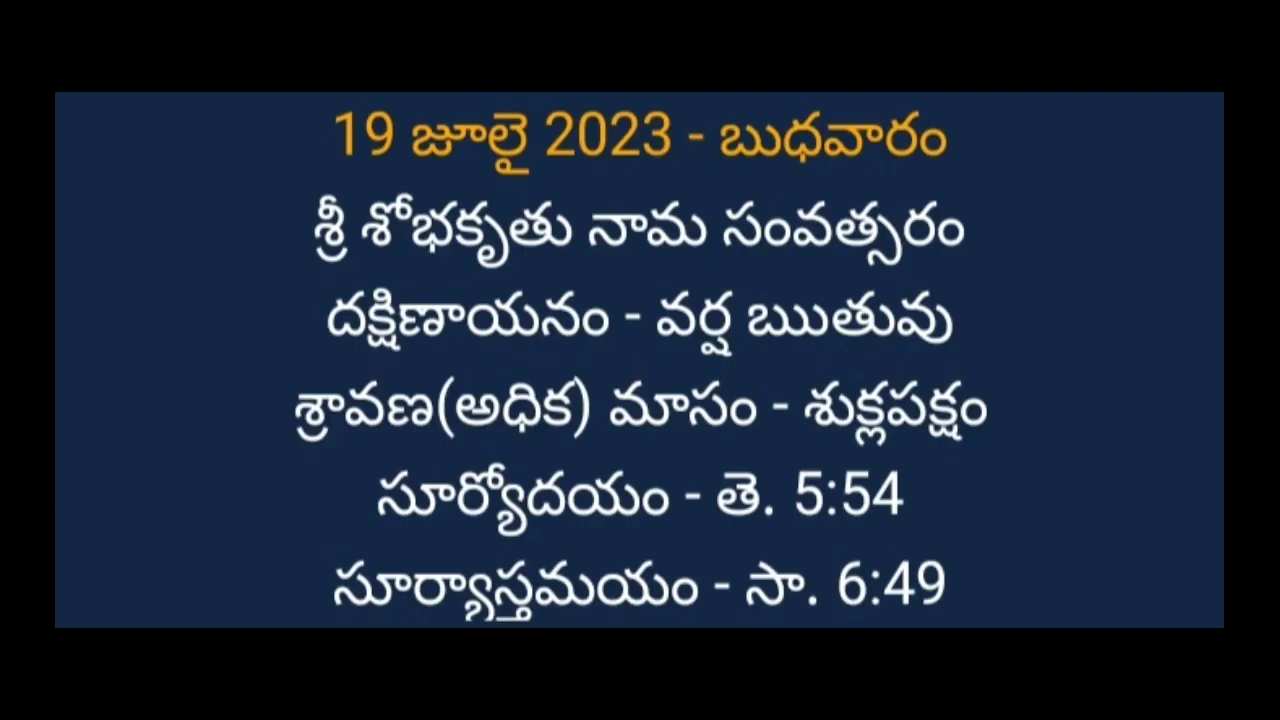 19 జూలై 2023 - బుధవారం
శ్రీ శోభకృతు నామ సంవత్సరం
దక్షిణాయనం - వర్ష ఋతువు
శ్రావణ(అధిక) మాసం - శుక్లపక్షం
సూర్యోదయం - తె. 5:54
సూర్యాస్తమయం - సా. 6:49